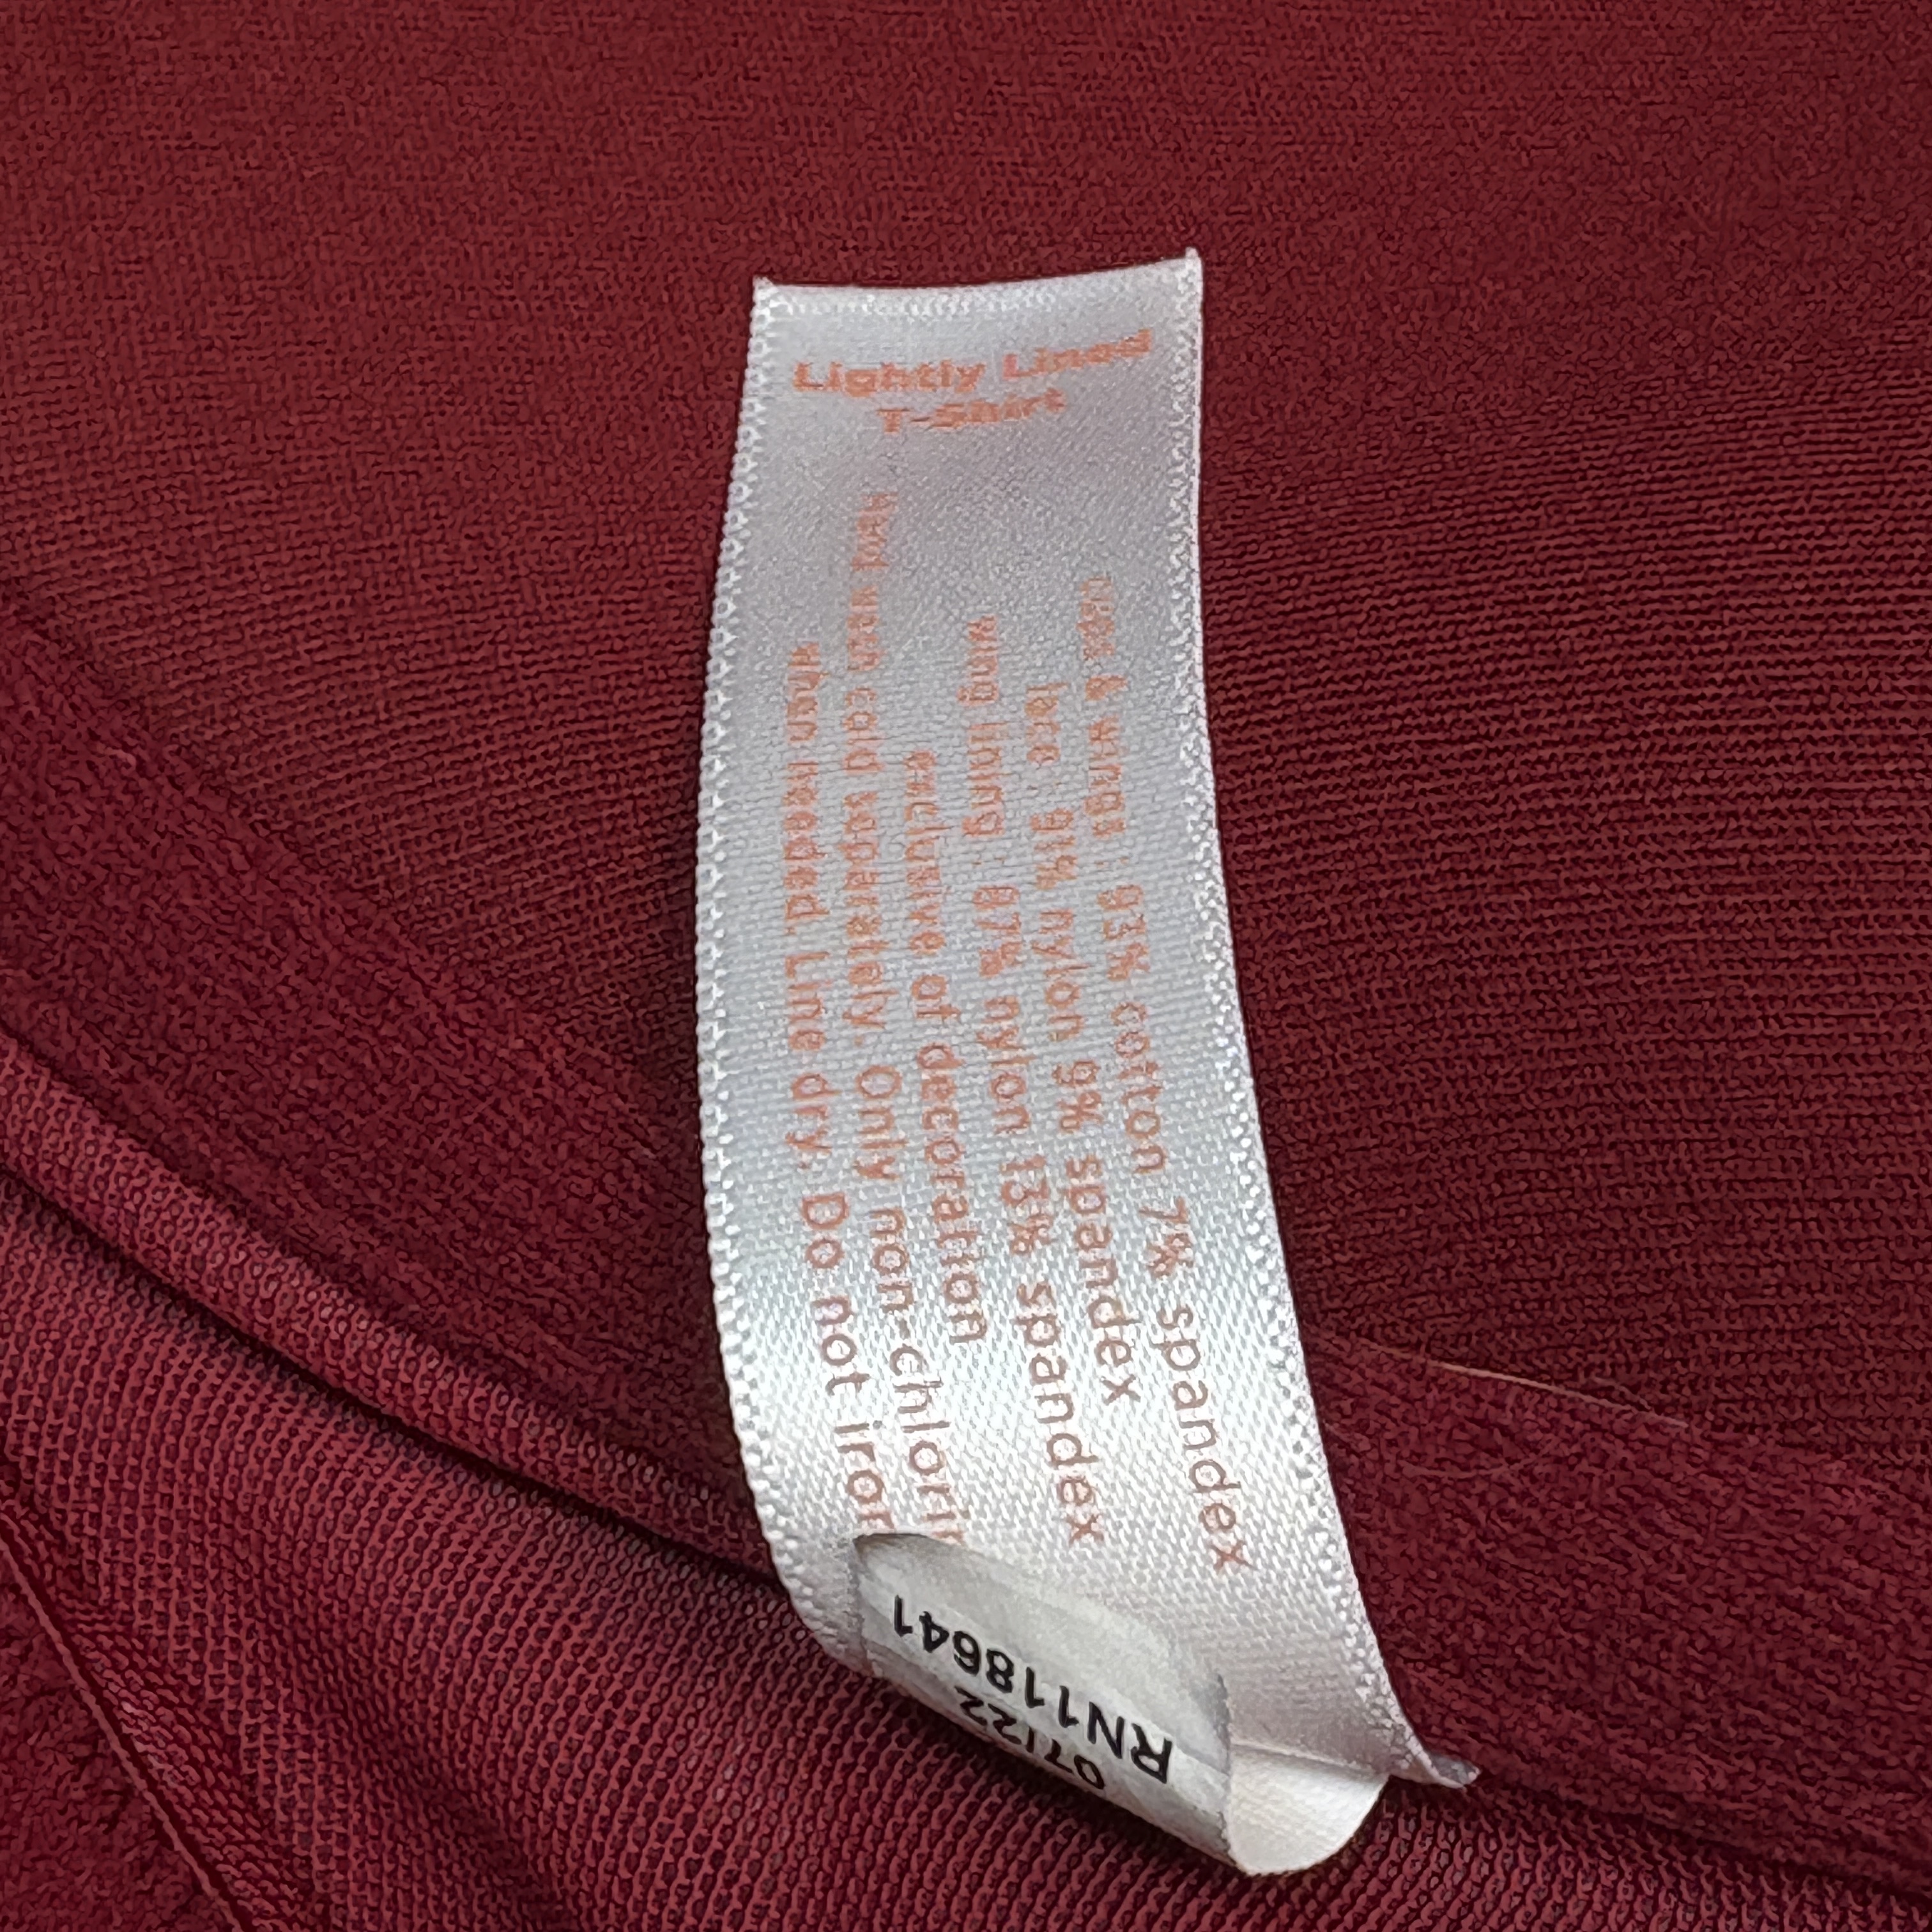 Lightly Lined
T-Shirt
cups & wings : 93% cotton 7% spandex
lace : 91% nylon 9% spandex
wing lining : 87% nylon 13% spandex
exclusive of decoration
Hand wash cold separately. Only non-chlori
when needed. Line dry. Do not iron
RN118641
07/22